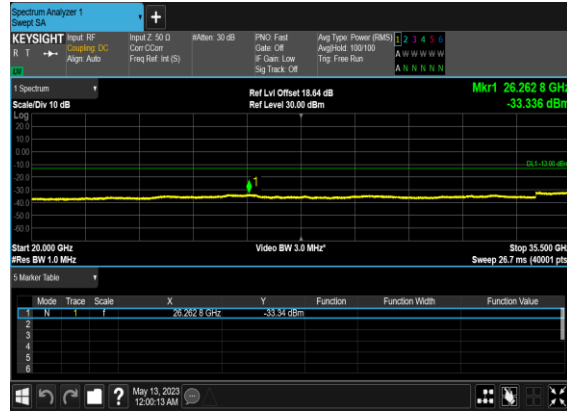 Spectrum Analyzer 1
Swept SA
KEYSIGHT Input: RF Input Z: 50 Ω #Atten: 30 dB PNO: Fast Avg Type: Power (RMS) 1 2 3 4 5 6
R T Coupling: DC Corr CCorr Gate: Off Avg|Hold: 100/100 A W W W W W
Align: Auto Freq Ref: Int (S) IF Gain: Low Trig: Free Run
LW Sig Track: Off A N N N N N
1 Spectrum Ref Lvl Offset 18.64 dB Mkr1 26.262 8 GHz
Scale/Div 10 dB Ref Level 30.00 dBm -33.336 dBm
Log
20.0
10.0
0.00
-10.0
DL1 -13.00 dBm
-20.0
1
-30.0
-40.0
-50.0
-60.0
Start 20.000 GHz Video BW 3.0 MHz* Stop 35.500 GHz
#Res BW 1.0 MHz Sweep 26.7 ms (40001 pts)
5 Marker Table
Mode Trace Scale X Y Function Function Width Function Value
1 N 1 f 26.262 8 GHz -33.34 dBm
2
3
4
5
6
? May 13, 2023
12:00:13 AM